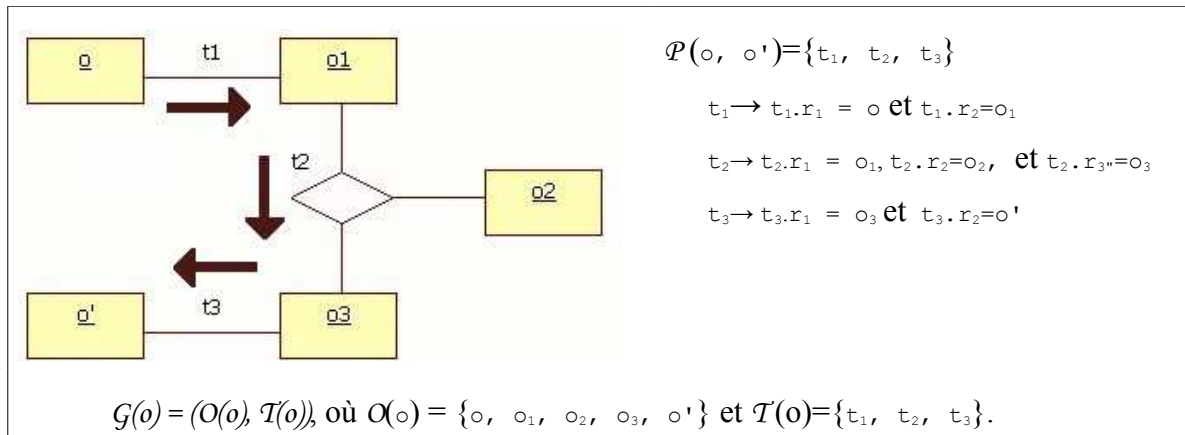 o t1 o1
t2
o2
o' t3 o3
P(o, o')={t₁, t₂, t₃}
t₁→ t₁.r₁ = o et t₁.r₂=o₁
t₂→ t₂.r₁ = o₁, t₂.r₂=o₂, et t₂.r₃"=o₃
t₃→ t₃.r₁ = o₃ et t₃.r₂=o'
G(o) = (O(o), T(o)), où O(o) = {o, o₁, o₂, o₃, o'} et T(o)={t₁, t₂, t₃}.